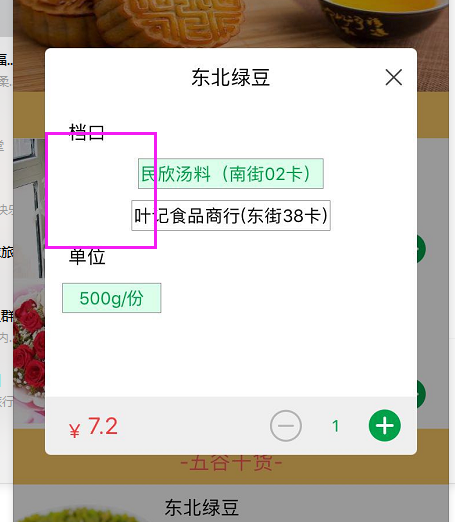 东北绿豆
档口
民欣汤料（南街02卡）
叶记食品商行(东街38卡)
单位
500g/份
￥ 7.2
1
-五谷干货-
东北绿豆